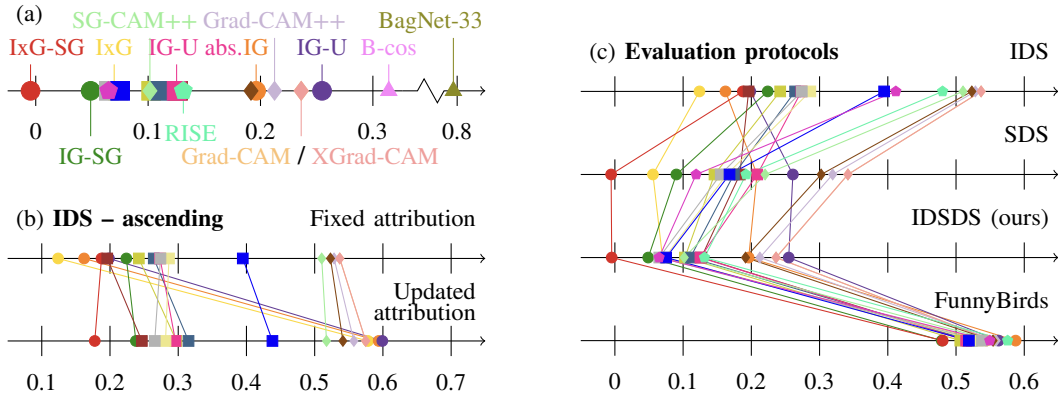 (a)
SG-CAM++ Grad-CAM++ BagNet-33
IxG-SG IxG IG-U abs. IG IG-U B-cos
0 0.1 0.2 0.3 0.8
RISE
IG-SG Grad-CAM / XGrad-CAM
(b) IDS – ascending Fixed attribution
Updated
attribution
0.1 0.2 0.3 0.4 0.5 0.6 0.7
(c) Evaluation protocols IDS
SDS
IDSDS (ours)
FunnyBirds
0 0.1 0.2 0.3 0.4 0.5 0.6